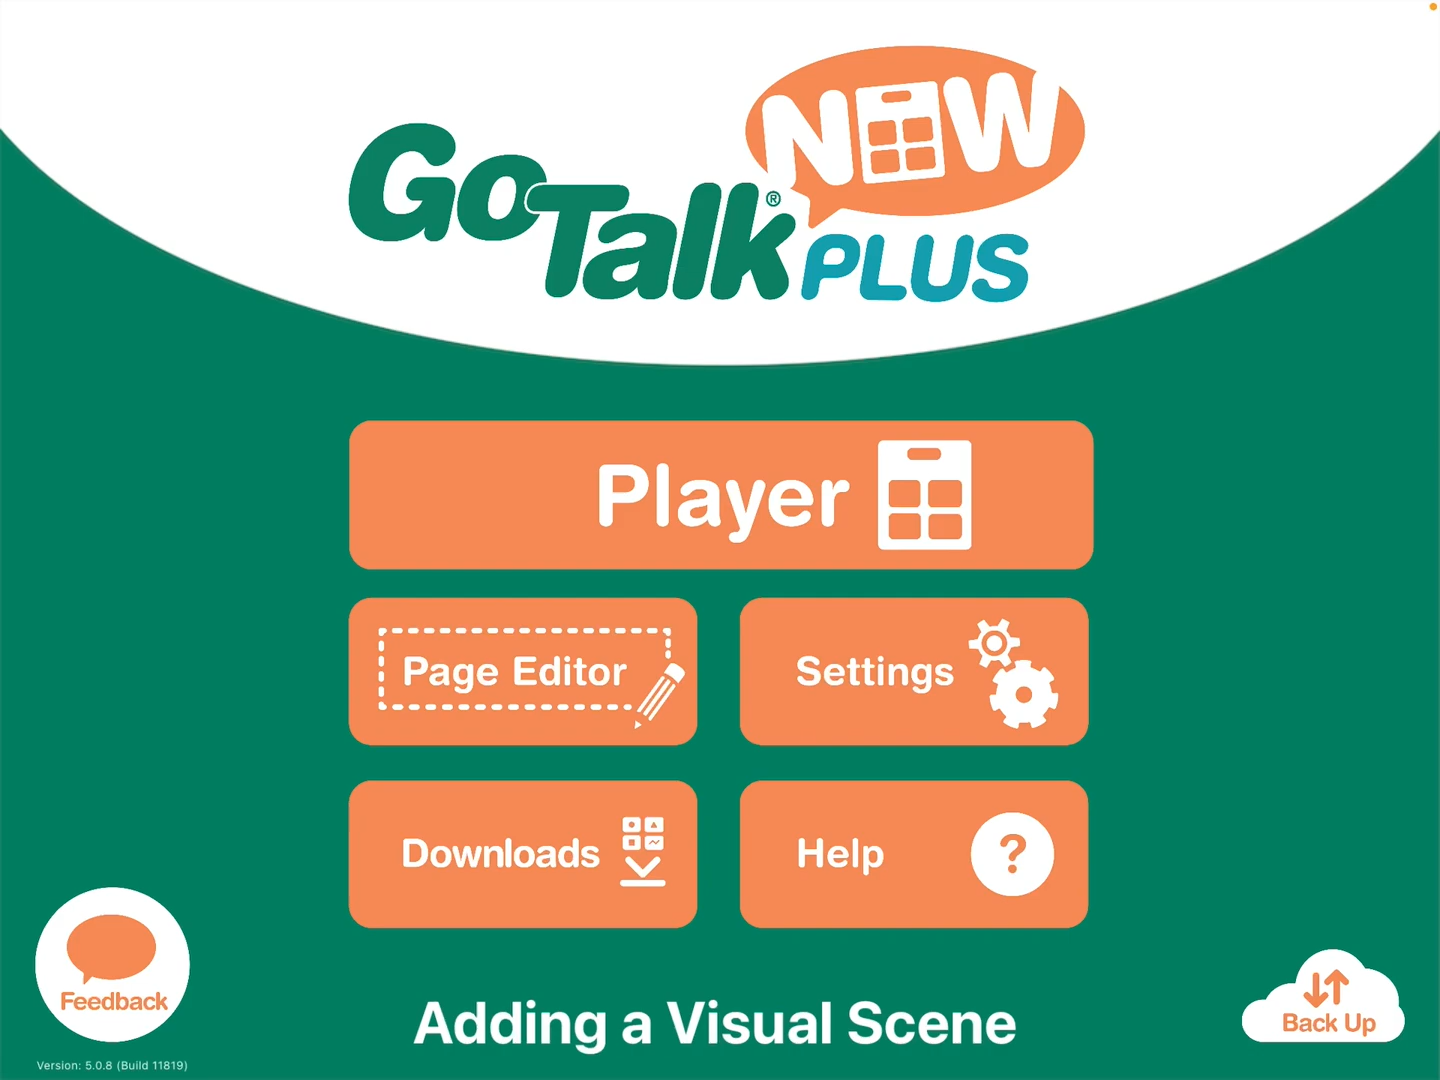 NOW
GoTalk®
PLUS
Player
Page Editor
Settings
Downloads
Help
?
Feedback
Back Up
Adding a Visual Scene
Version: 5.0.8 (Build 11819)